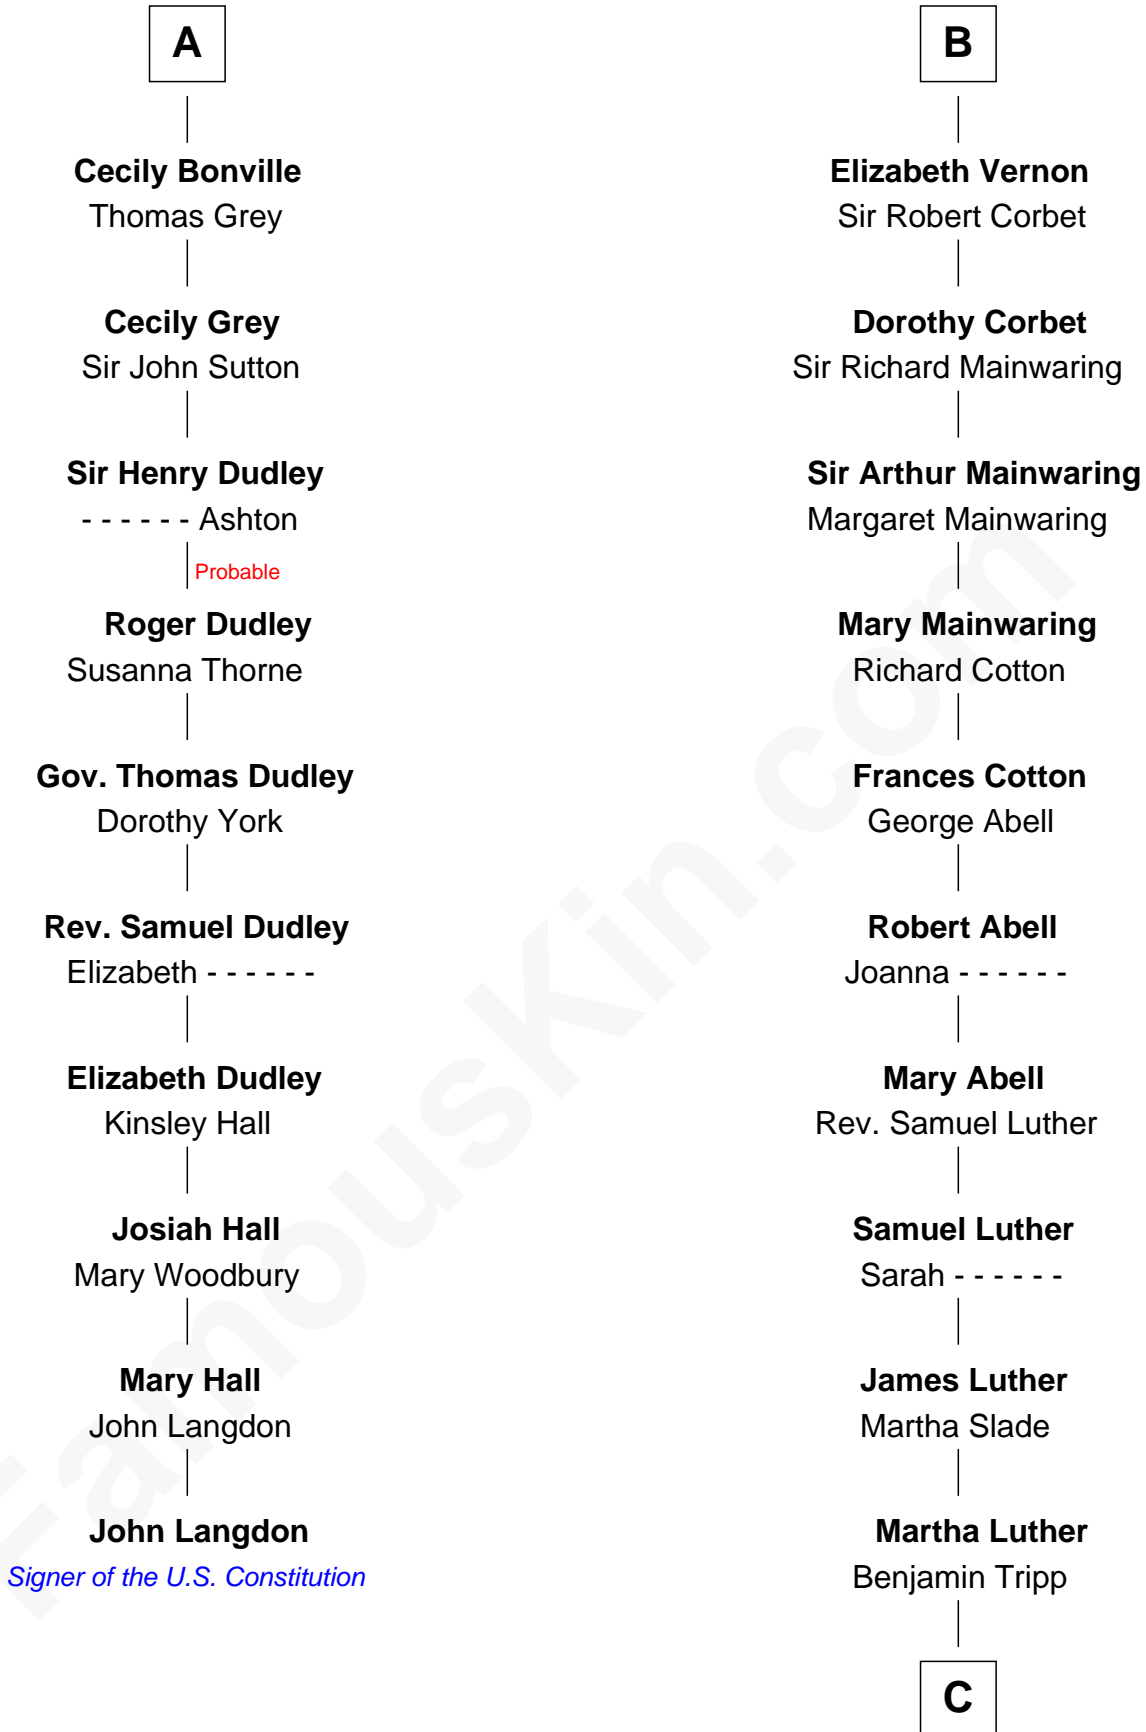 A
Cecily Bonville
Thomas Grey
Cecily Grey
Sir John Sutton
Sir Henry Dudley
- - - - - - Ashton
Probable
Roger Dudley
Susanna Thorne
Gov. Thomas Dudley
Dorothy York
Rev. Samuel Dudley
Elizabeth - - - - - -
Elizabeth Dudley
Kinsley Hall
Josiah Hall
Mary Woodbury
Mary Hall
John Langdon
John Langdon
Signer of the U.S. Constitution
B
Elizabeth Vernon
Sir Robert Corbet
Dorothy Corbet
Sir Richard Mainwaring
Sir Arthur Mainwaring
Margaret Mainwaring
Mary Mainwaring
Richard Cotton
Frances Cotton
George Abell
Robert Abell
Joanna - - - - - -
Mary Abell
Rev. Samuel Luther
Samuel Luther
Sarah - - - - - -
James Luther
Martha Slade
Martha Luther
Benjamin Tripp
C
FamousKin.com